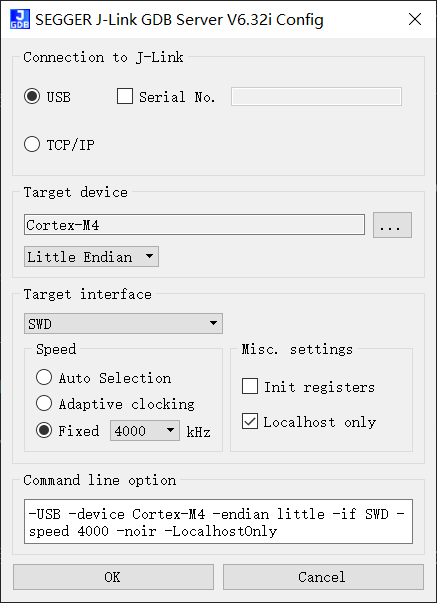 J GDB SEGGER J-Link GDB Server V6.32i Config
Connection to J-Link
USB Serial No.
TCP/IP
Target device
Cortex-M4 ...
Little Endian
Target interface
SWD
Speed
Auto Selection
Adaptive clocking
Fixed 4000 kHz
Misc. settings
Init registers
Localhost only
Command line option
-USB -device Cortex-M4 -endian little -if SWD -
speed 4000 -noir -LocalhostOnly
OK Cancel